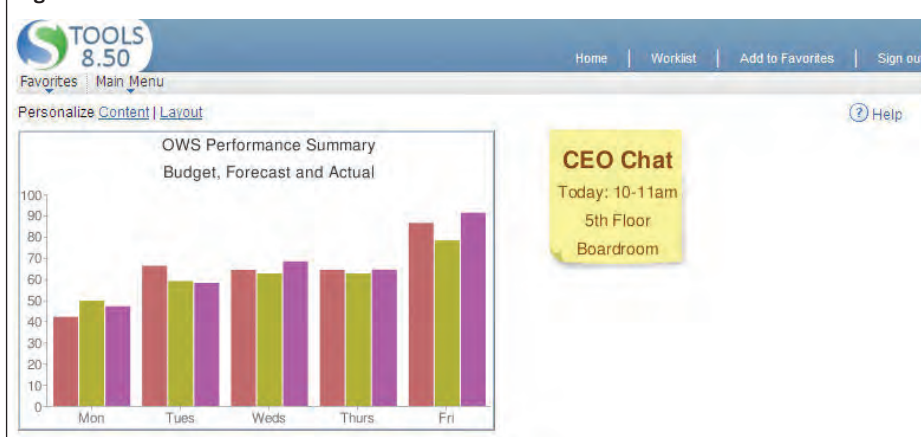 TOOLS
8.50
Home | Worklist | Add to Favorites | Sign ou
Favorites Main Menu
Personalize Content | Layout
? Help
OWS Performance Summary
Budget, Forecast and Actual
100
90
80
70
60
50
40
30
20
10
0
Mon Tues Weds Thurs Fri
CEO Chat
Today: 10-11am
5th Floor
Boardroom